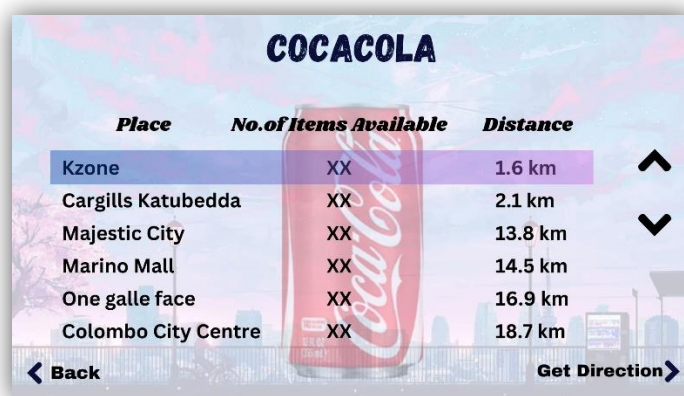 COCACOLA
Place No.of Items Available Distance
Kzone XX 1.6 km
Cargills Katubedda XX 2.1 km
Majestic City XX 13.8 km
Marino Mall XX 14.5 km
One galle face XX 16.9 km
Colombo City Centre XX 18.7 km
Coca-Cola
Back Get Direction